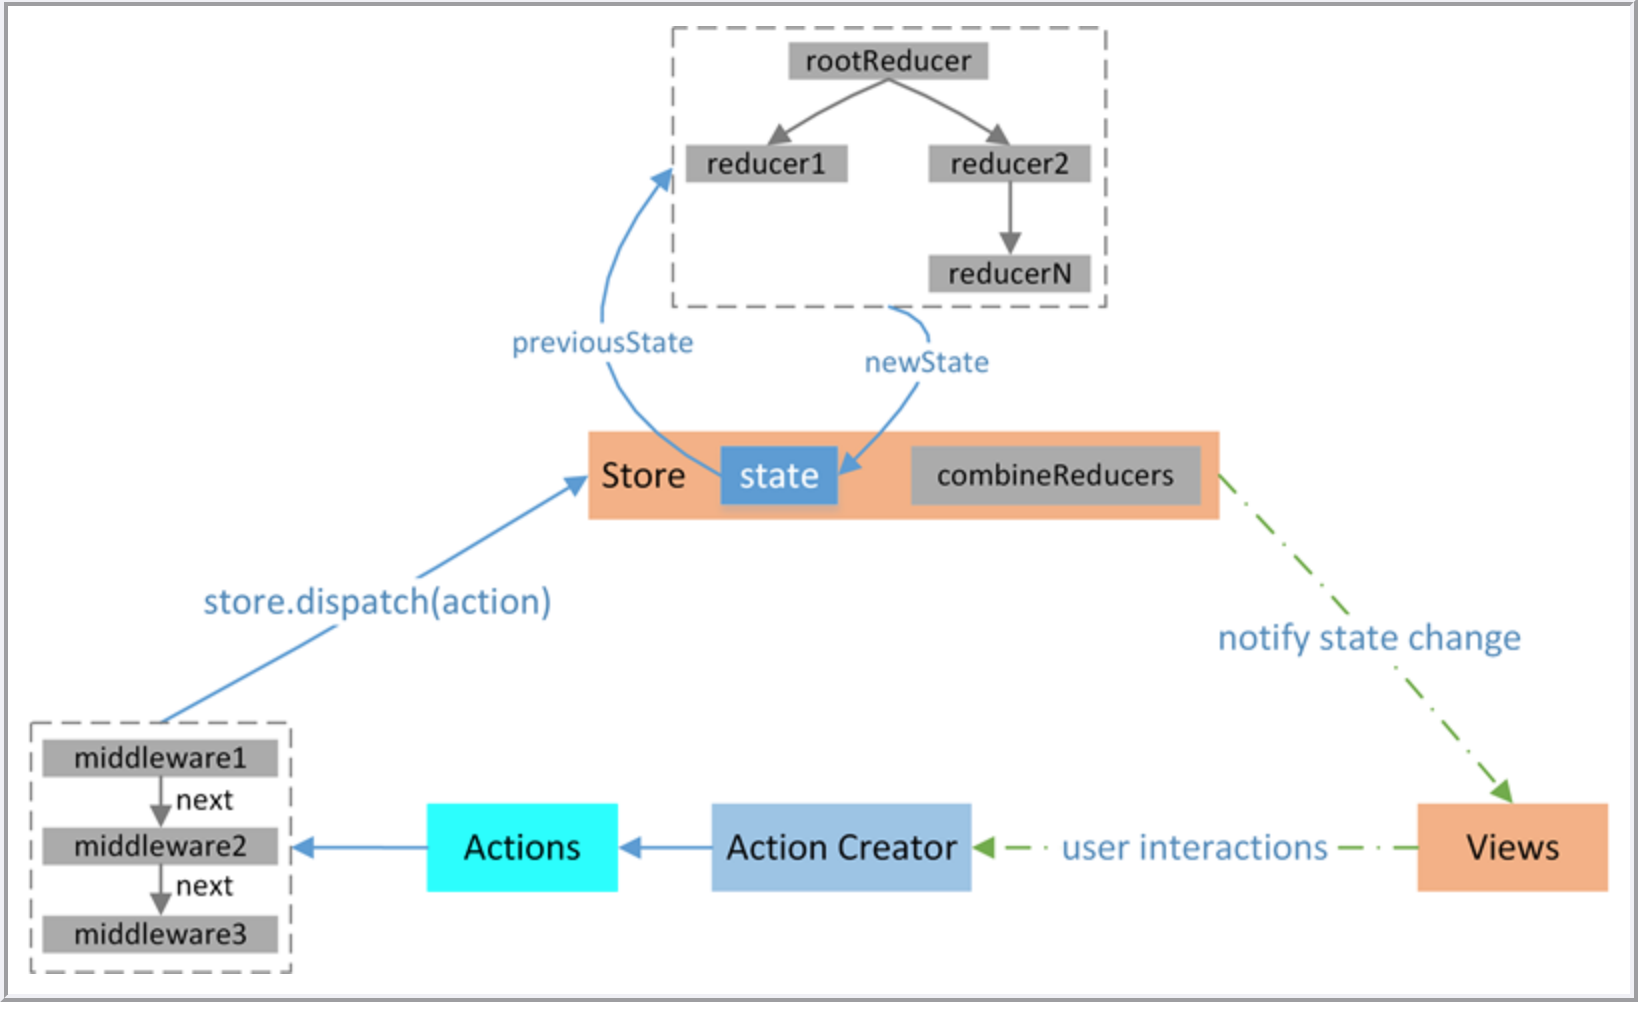 rootReducer
reducer1
reducer2
reducerN
previousState
newState
Store
state
combineReducers
store.dispatch(action)
notify state change
middleware1
next
middleware2
next
middleware3
Actions
Action Creator
user interactions
Views